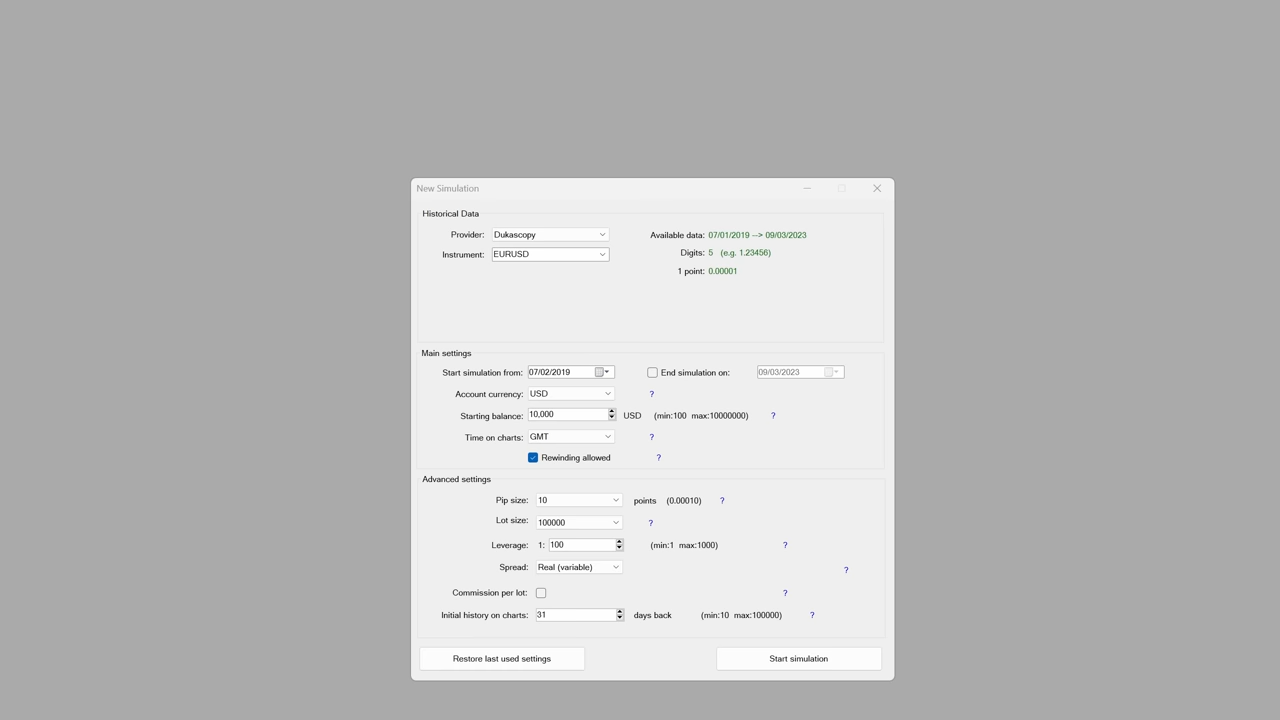 New Simulation
Historical Data
Provider: Dukascopy Available data: 07/01/2019 --> 09/03/2023
Instrument: EURUSD Digits: 5 (e.g. 1.23456)
1 point: 0.00001
Main settings
Start simulation from: 07/02/2019 End simulation on: 09/03/2023
Account currency: USD ?
Starting balance: 10,000 USD (min:100 max:10000000) ?
Time on charts: GMT ?
Rewinding allowed ?
Advanced settings
Pip size: 10 points (0.00010) ?
Lot size: 100000 ?
Leverage: 1: 100 (min:1 max:1000) ?
Spread: Real (variable) ?
Commission per lot: ?
Initial history on charts: 31 days back (min:10 max:100000) ?
Restore last used settings Start simulation